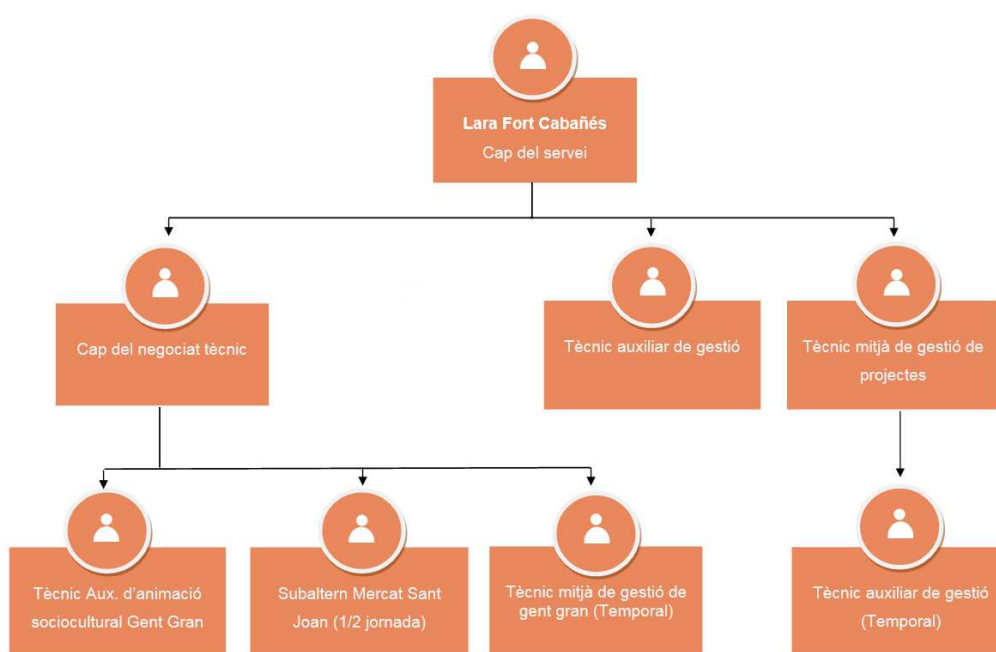 Lara Fort Cabañés
Cap del servei
Cap del negociat tècnic
Tècnic auxiliar de gestió
Tècnic mitjà de gestió de
projectes
Tècnic Aux. d'animació
sociocultural Gent Gran
Subaltern Mercat Sant
Joan (1/2 jornada)
Tècnic mitjà de gestió de
gent gran (Temporal)
Tècnic auxiliar de gestió
(Temporal)